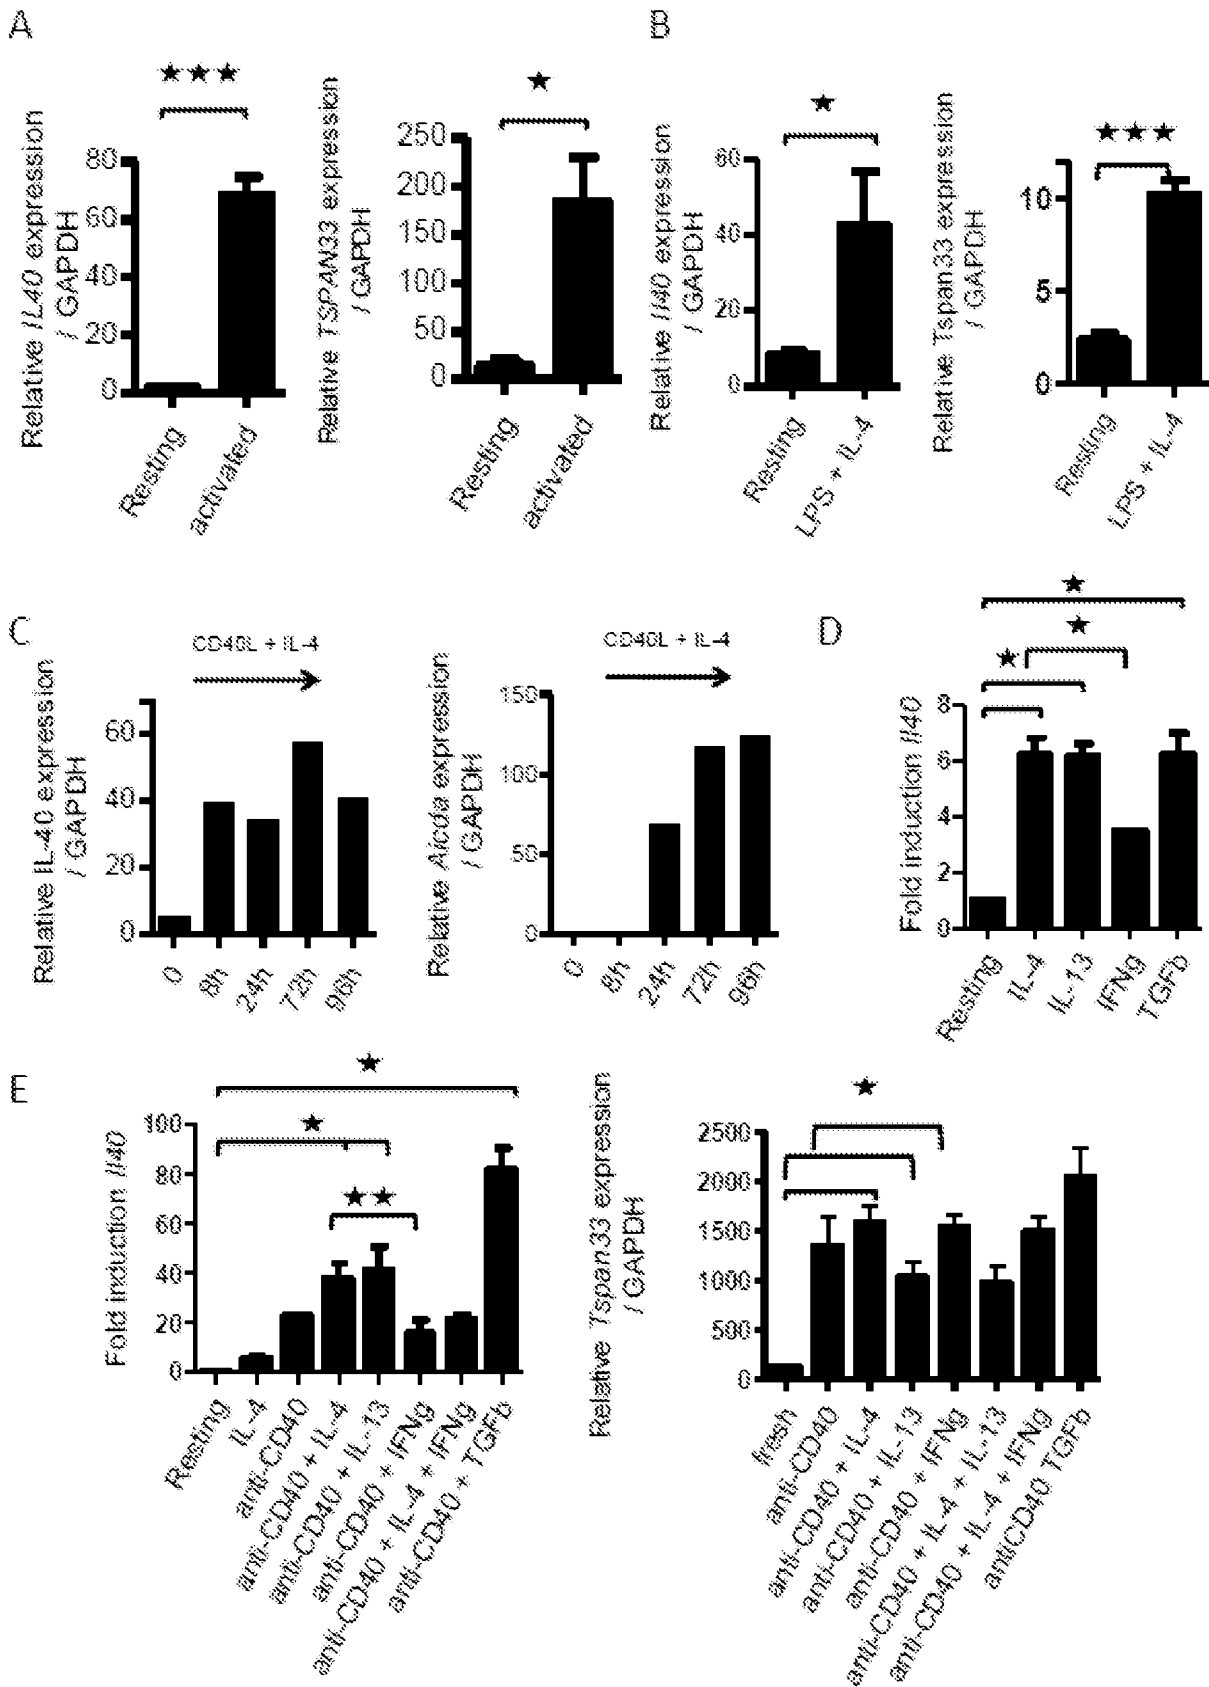 A
B
★★★
★
★
★★★
Relative IL40 expression
/ GAPDH
80
60
40
20
0
Resting
activated
Relative TSPAN33 expression
/ GAPDH
250
200
150
100
50
0
Resting
activated
Relative Il40 expression
/ GAPDH
60
40
20
0
Resting
LPS + IL-4
Relative Tspan33 expression
/ GAPDH
10
5
0
Resting
LPS + IL-4
C
CD40L + IL-4
Relative IL-40 expression
/ GAPDH
60
40
20
0
0
8h
24h
72h
96h
CD40L + IL-4
Relative Aicda expression
/ GAPDH
150
100
50
0
0
8h
24h
72h
96h
D
★
★
★
Fold induction Il40
8
6
4
2
0
Resting
IL-4
IL-13
IFNg
TGFb
E
★
★
★★
Fold induction Il40
100
80
60
40
20
0
Resting
IL-4
anti-CD40
anti-CD40 + IL-4
anti-CD40 + IL-13
anti-CD40 + IFNg
anti-CD40 + IL-4 + IFNg
anti-CD40 + TGFb
★
Relative Tspan33 expression
/ GAPDH
2500
2000
1500
1000
500
0
fresh
anti-CD40
anti-CD40 + IL-4
anti-CD40 + IL-13
anti-CD40 + IFNg
anti-CD40 + IL-4 + IL-13
anti-CD40 + IL-4 + IFNg
antiCD40 TGFb